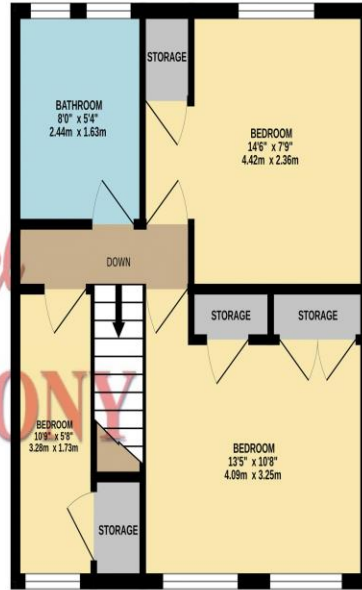 STORAGE
BATHROOM
8'0" x 5'4"
2.44m x 1.63m
BEDROOM
14'6" x 7'9"
4.42m x 2.36m
DOWN
STORAGE
STORAGE
BEDROOM
10'9" x 5'8"
3.28m x 1.73m
ONY
BEDROOM
13'5" x 10'8"
4.09m x 3.25m
STORAGE